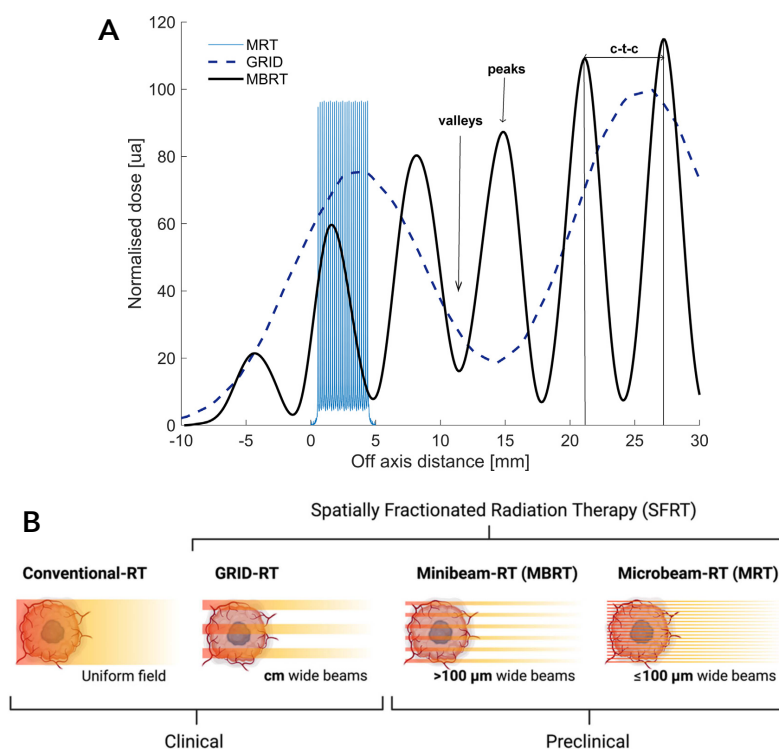 A
MRT
GRID
MBRT
c-t-c
peaks
valleys
Normalised dose [ua]
120
100
80
60
40
20
0
-10
-5
0
5
10
15
20
25
30
Off axis distance [mm]
B
Spatially Fractionated Radiation Therapy (SFRT)
Conventional-RT
GRID-RT
Minibeam-RT (MBRT)
Microbeam-RT (MRT)
Uniform field
cm wide beams
>100 μm wide beams
≤100 μm wide beams
Clinical
Preclinical